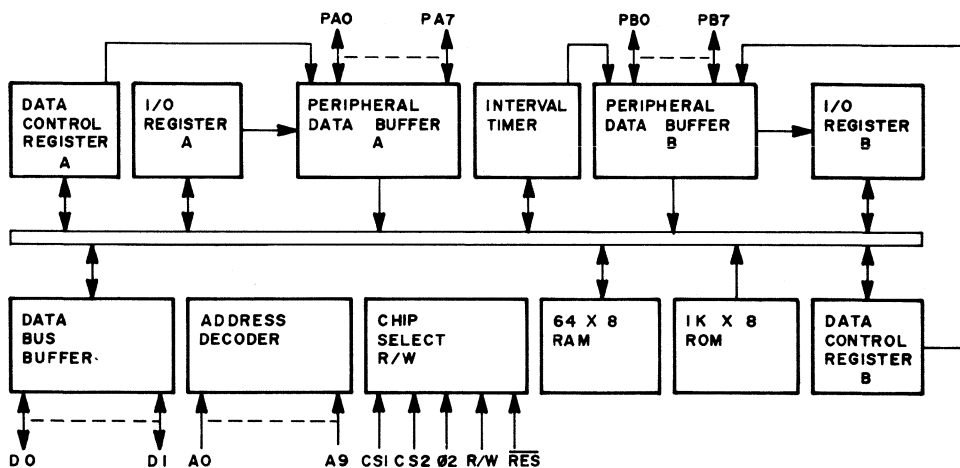 PA0 PA7 PB0 PB7
DATA
CONTROL
REGISTER
A
I/O
REGISTER
A
PERIPHERAL
DATA BUFFER
A
INTERVAL
TIMER
PERIPHERAL
DATA BUFFER
B
I/O
REGISTER
B
DATA
BUS
BUFFER
ADDRESS
DECODER
CHIP
SELECT
R/W
64 X 8
RAM
1K X 8
ROM
DATA
CONTROL
REGISTER
B
D0 D1 A0 A9 CS1 CS2 Ø2 R/W R̅E̅S̅